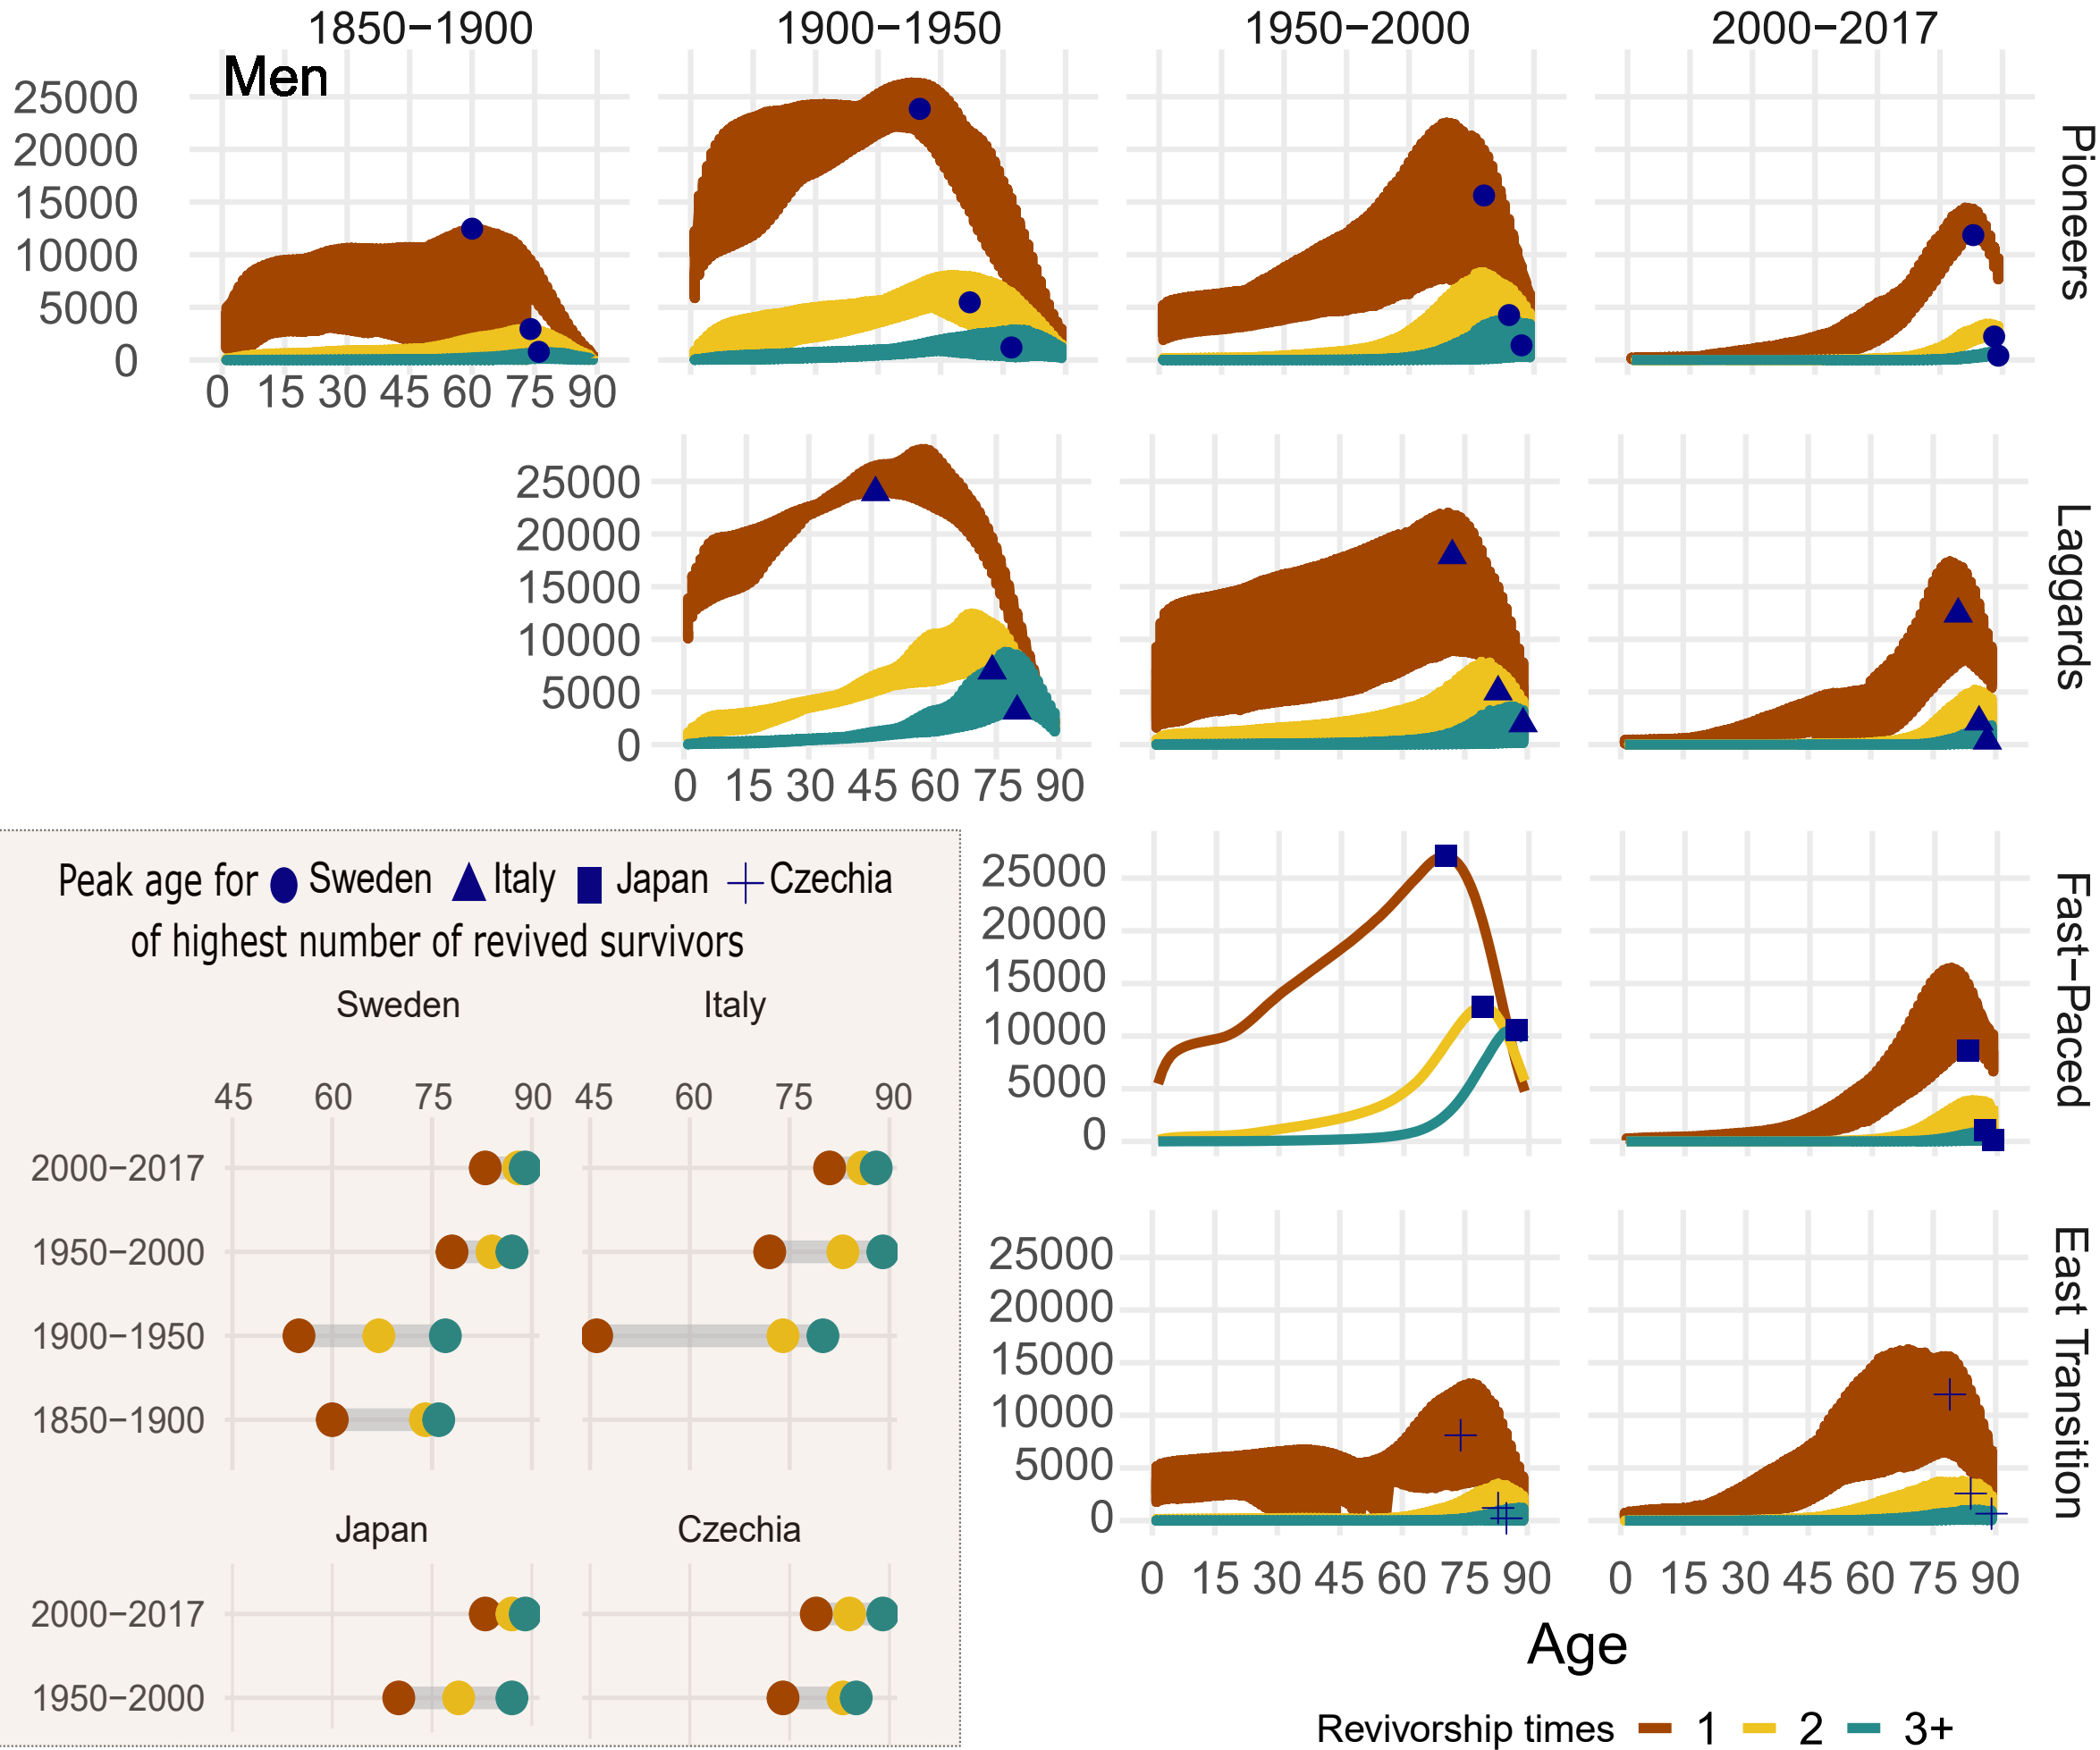 1850−1900 1900−1950 1950−2000 2000−2017
Men
25000
20000
15000
10000
5000
0
0 15 30 45 60 75 90
Pioneers
25000
20000
15000
10000
5000
0
0 15 30 45 60 75 90
Laggards
25000
20000
15000
10000
5000
0
Fast−Paced
25000
20000
15000
10000
5000
0
0 15 30 45 60 75 90 0 15 30 45 60 75 90
East Transition
Age
Revivorship times 1 2 3+
Peak age for Sweden Italy Japan Czechia
of highest number of revived survivors
Sweden Italy
45 60 75 90 45 60 75 90
2000−2017
1950−2000
1900−1950
1850−1900
Japan Czechia
2000−2017
1950−2000